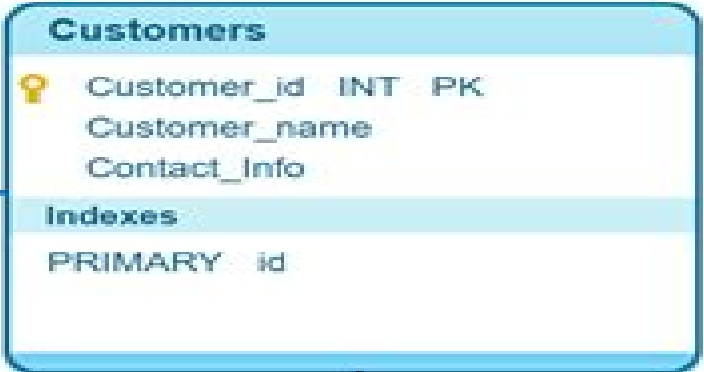 Customers
Customer_id INT PK
Customer_name
Contact_Info
Indexes
PRIMARY id